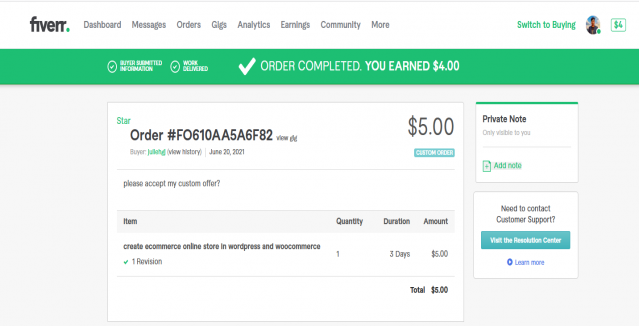 fiverr.
Dashboard Messages Orders Gigs Analytics Earnings Community More
Switch to Buying
$4
BUYER SUBMITTED INFORMATION
WORK DELIVERED
ORDER COMPLETED. YOU EARNED $4.00
Star
Order #FO610AA5A6F82 view gig
$5.00
Buyer: juliehg (view history) | June 20, 2021
CUSTOM ORDER
please accept my custom offer?
Item Quantity Duration Amount
create ecommerce online store in wordpress and woocommerce 1 3 Days $5.00
1 Revision
Total $5.00
Private Note
Only visible to you
Add note
Need to contact
Customer Support?
Visit the Resolution Center
Learn more